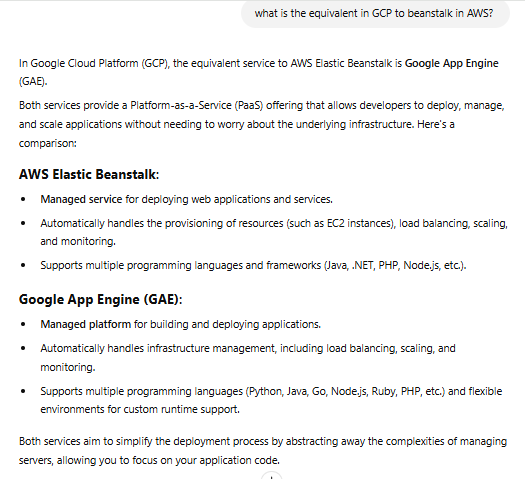 what is the equivalent in GCP to beanstalk in AWS?
In Google Cloud Platform (GCP), the equivalent service to AWS Elastic Beanstalk is Google App Engine
(GAE).
Both services provide a Platform-as-a-Service (PaaS) offering that allows developers to deploy, manage,
and scale applications without needing to worry about the underlying infrastructure. Here's a
comparison:
AWS Elastic Beanstalk:
• Managed service for deploying web applications and services.
• Automatically handles the provisioning of resources (such as EC2 instances), load balancing, scaling,
and monitoring.
• Supports multiple programming languages and frameworks (Java, .NET, PHP, Node.js, etc.).
Google App Engine (GAE):
• Managed platform for building and deploying applications.
• Automatically handles infrastructure management, including load balancing, scaling, and
monitoring.
• Supports multiple programming languages (Python, Java, Go, Node.js, Ruby, PHP, etc.) and flexible
environments for custom runtime support.
Both services aim to simplify the deployment process by abstracting away the complexities of managing
servers, allowing you to focus on your application code.